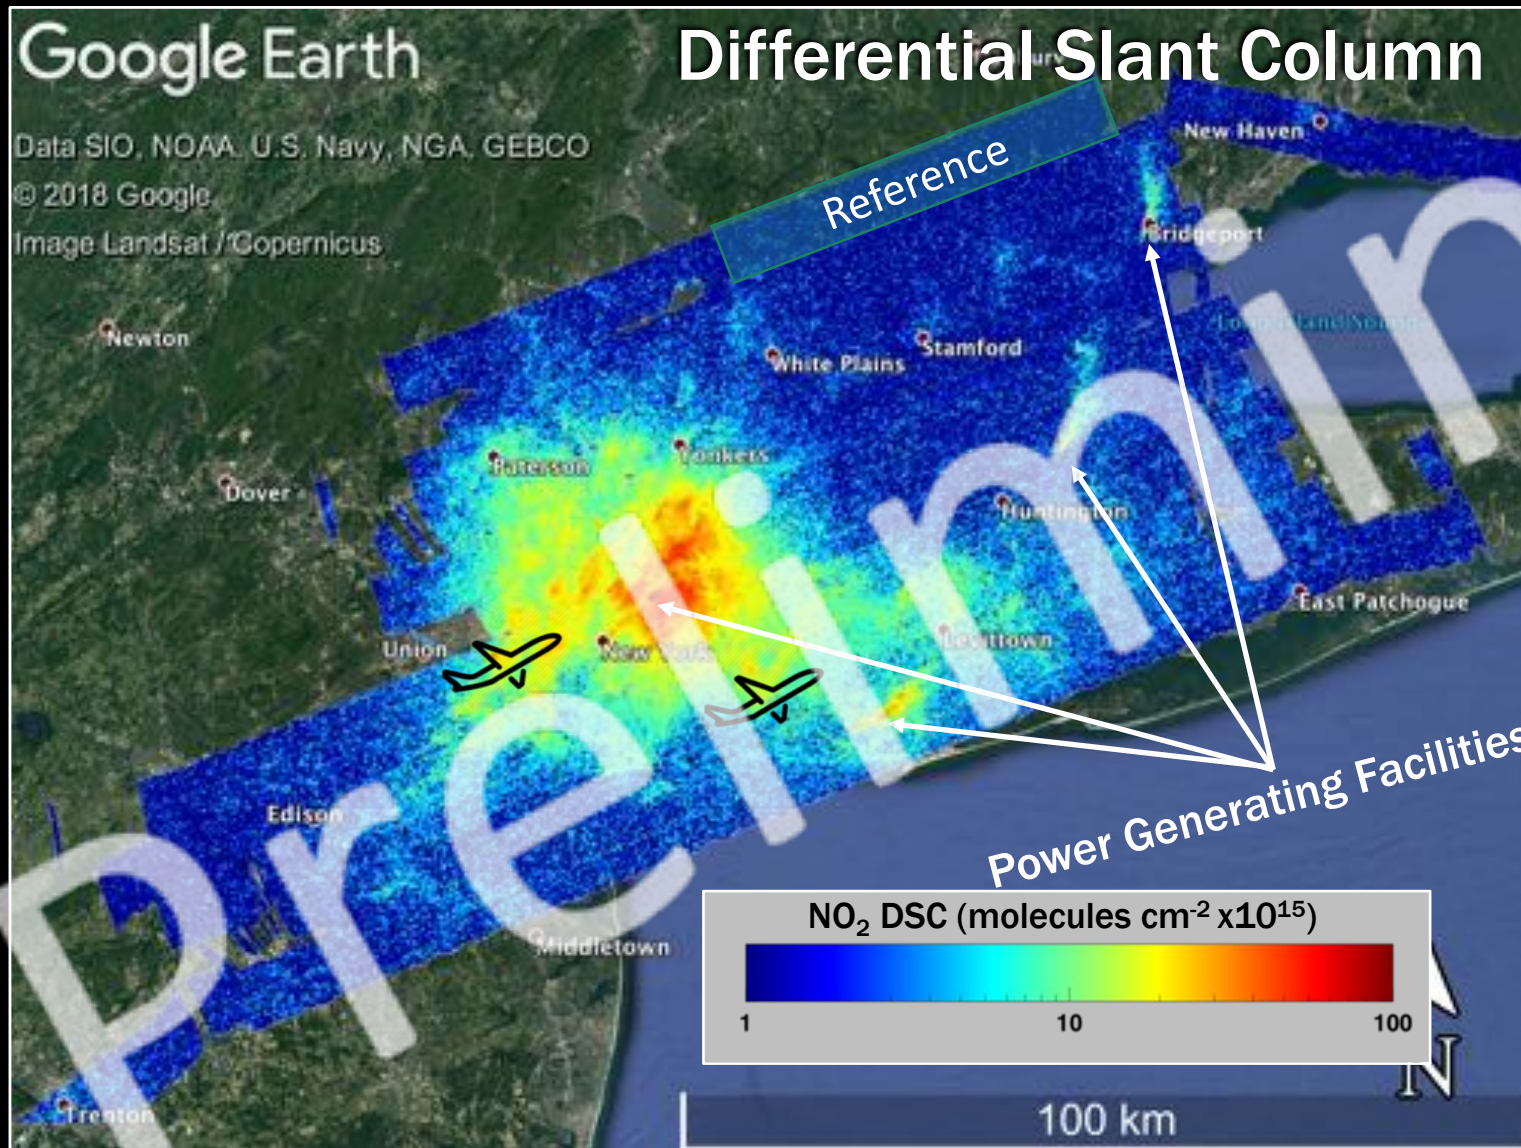 Google Earth
Differential Slant Column
Data SIO, NOAA, U.S. Navy, NGA, GEBCO
© 2018 Google
Image Landsat / Copernicus
New Haven
Reference
Bridgeport
Newton
White Plains
Stamford
Paterson
Yonkers
Dover
Huntington
East Patchogue
Union
New York
Levittown
Edison
Power Generating Facilities
Middletown
NO₂ DSC (molecules cm⁻² x10¹⁵)
1 10 100
N
Trenton
100 km
Prelimin